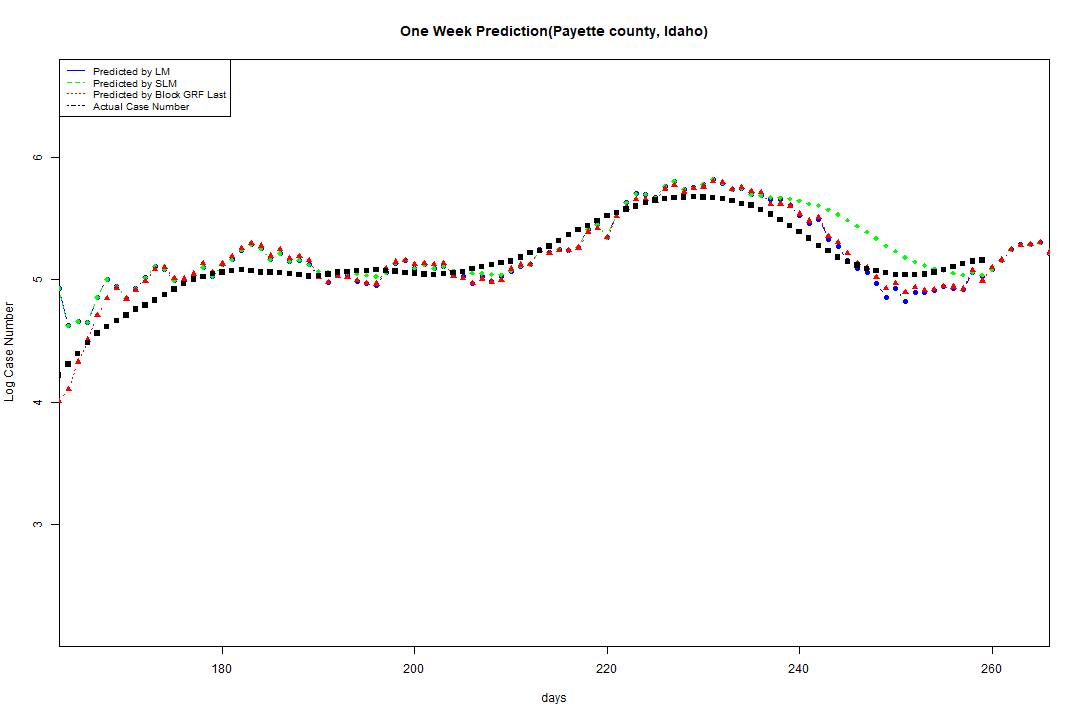 One Week Prediction(Payette county, Idaho)
Predicted by LM
Predicted by SLM
Predicted by Block GRF Last
Actual Case Number
6
5
4
3
Log Case Number
180 200 220 240 260
days